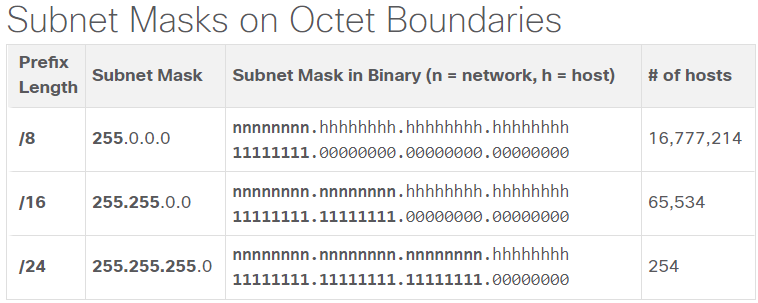 Subnet Masks on Octet Boundaries
Prefix Length Subnet Mask Subnet Mask in Binary (n = network, h = host) # of hosts
/8 255.0.0.0 nnnnnnnn.hhhhhhhh.hhhhhhhh.hhhhhhhh 16,777,214
11111111.00000000.00000000.00000000
/16 255.255.0.0 nnnnnnnn.nnnnnnnn.hhhhhhhh.hhhhhhhh 65,534
11111111.11111111.00000000.00000000
/24 255.255.255.0 nnnnnnnn.nnnnnnnn.nnnnnnnn.hhhhhhhh 254
11111111.11111111.11111111.00000000